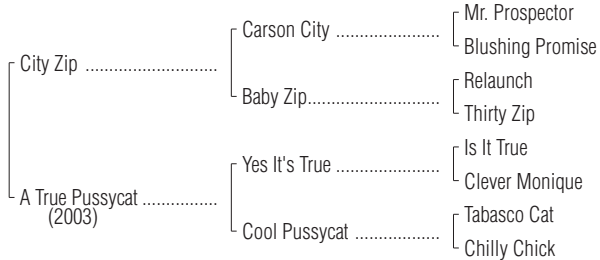 Mr. Prospector
Carson City ..................
Blushing Promise
City Zip .......................
Relaunch
Baby Zip.......................
Thirty Zip
Is It True
Yes It's True ..................
Clever Monique
A True Pussycat .............
(2003)
Tabasco Cat
Cool Pussycat ...............
Chilly Chick